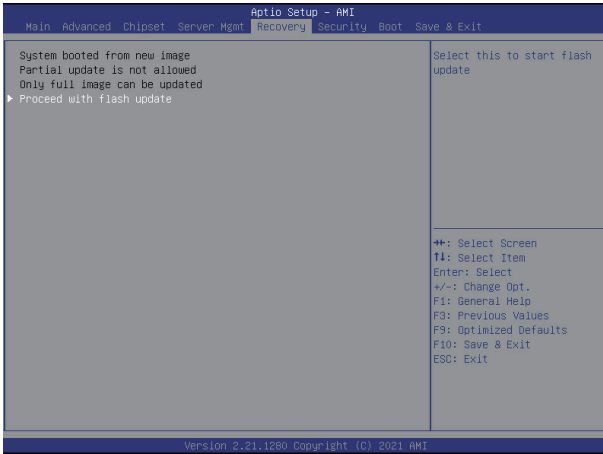 Aptio Setup – AMI
Main Advanced Chipset Server Mgmt Recovery Security Boot Save & Exit
System booted from new image
Partial update is not allowed
Only full image can be updated
Proceed with flash update
Select this to start flash
update
→←: Select Screen
↑↓: Select Item
Enter: Select
+/-: Change Opt.
F1: General Help
F3: Previous Values
F9: Optimized Defaults
F10: Save & Exit
ESC: Exit
Version 2.21.1280 Copyright (C) 2021 AMI